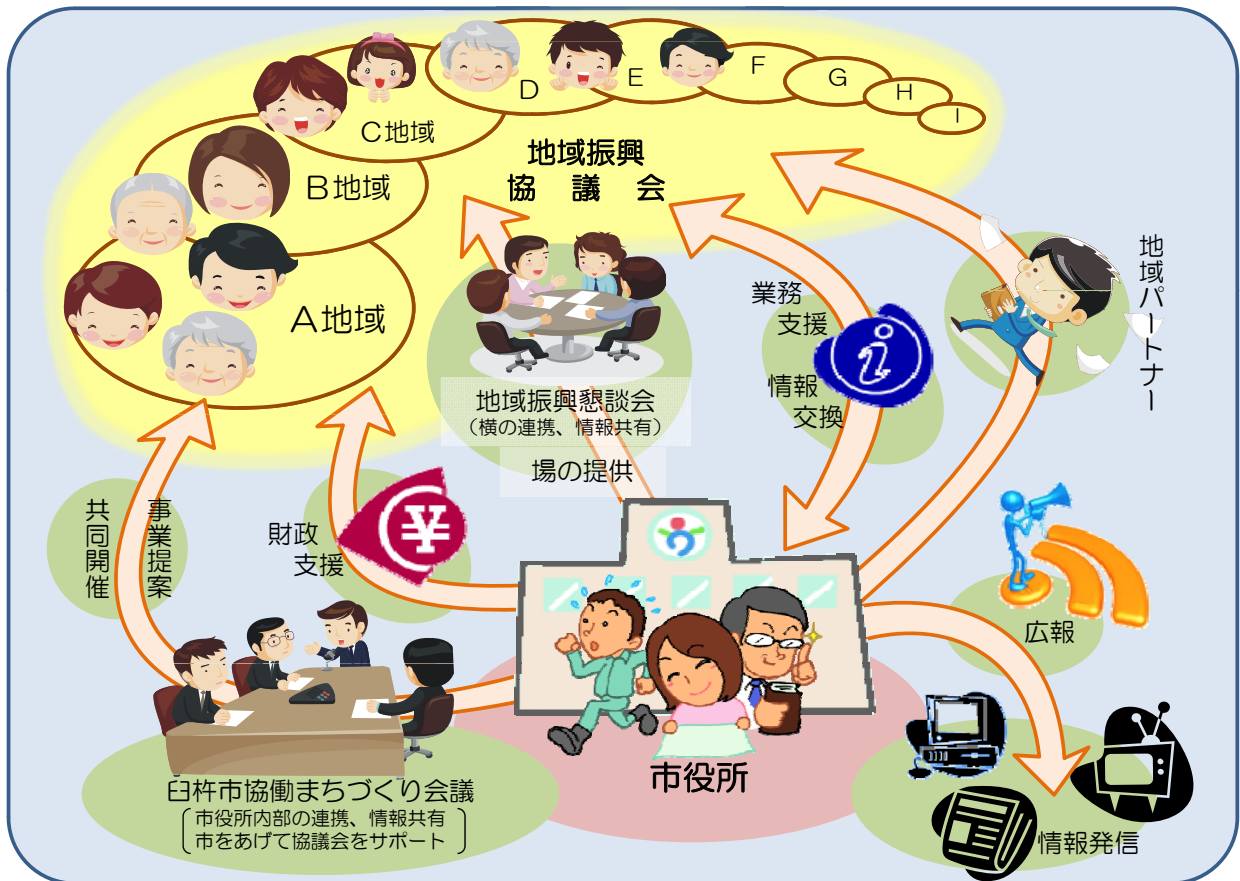 A地域
B地域
C地域
D
E
F
G
H
I
地域振興
協議会
地域振興懇談会
(横の連携、情報共有)
場の提供
業務
支援
情報
交換
地域パートナー
事業提案
共同開催
財政
支援
¥
i
広報
臼杵市協働まちづくり会議
市役所内部の連携、情報共有
市をあげて協議会をサポート
市役所
情報発信